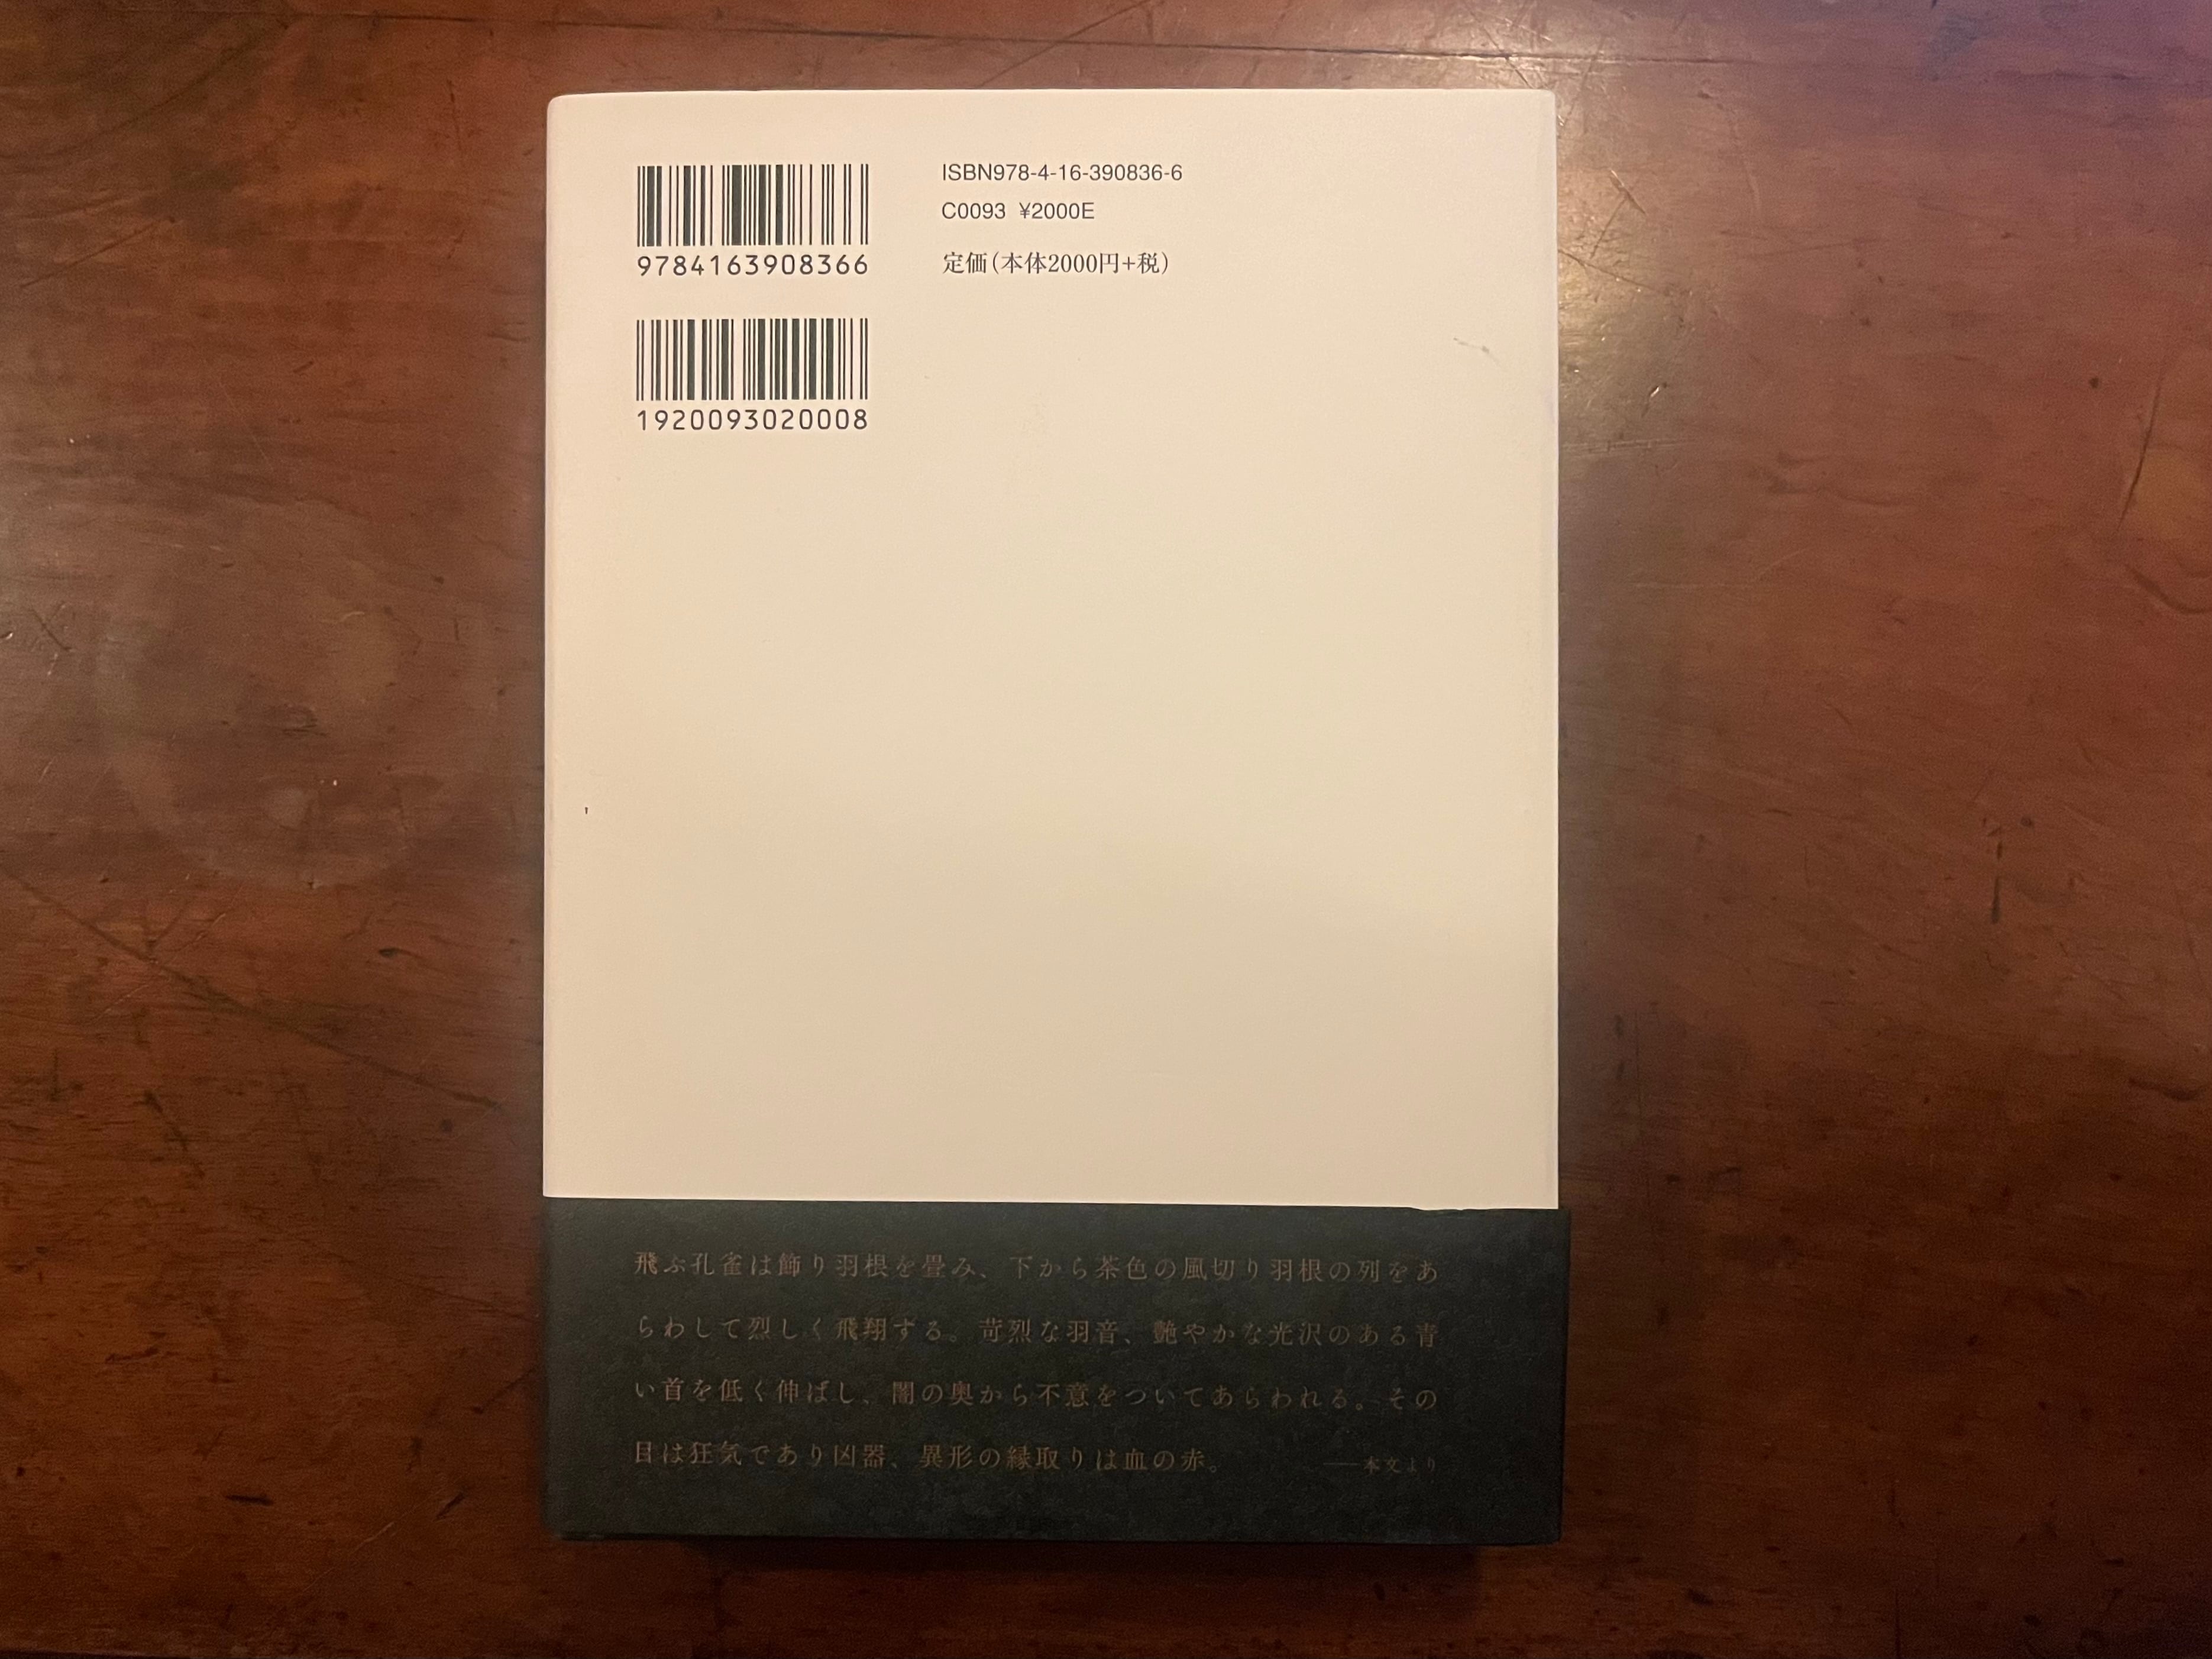 ISBN978-4-16-390836-6
C0093 ¥2000E
定価(本体2000円+税)
9784163908366
1920093020008
飛ぶ孔雀は飾り羽根を畳み、下から茶色の風切り羽根の列をあ
らわして烈しく飛翔する。苛烈な羽音、艶やかな光沢のある青
い首を低く伸ばし、闇の奥から不意をついてあらわれる。その
目は狂気であり凶器、異形の縁取りは血の赤。
——本文より